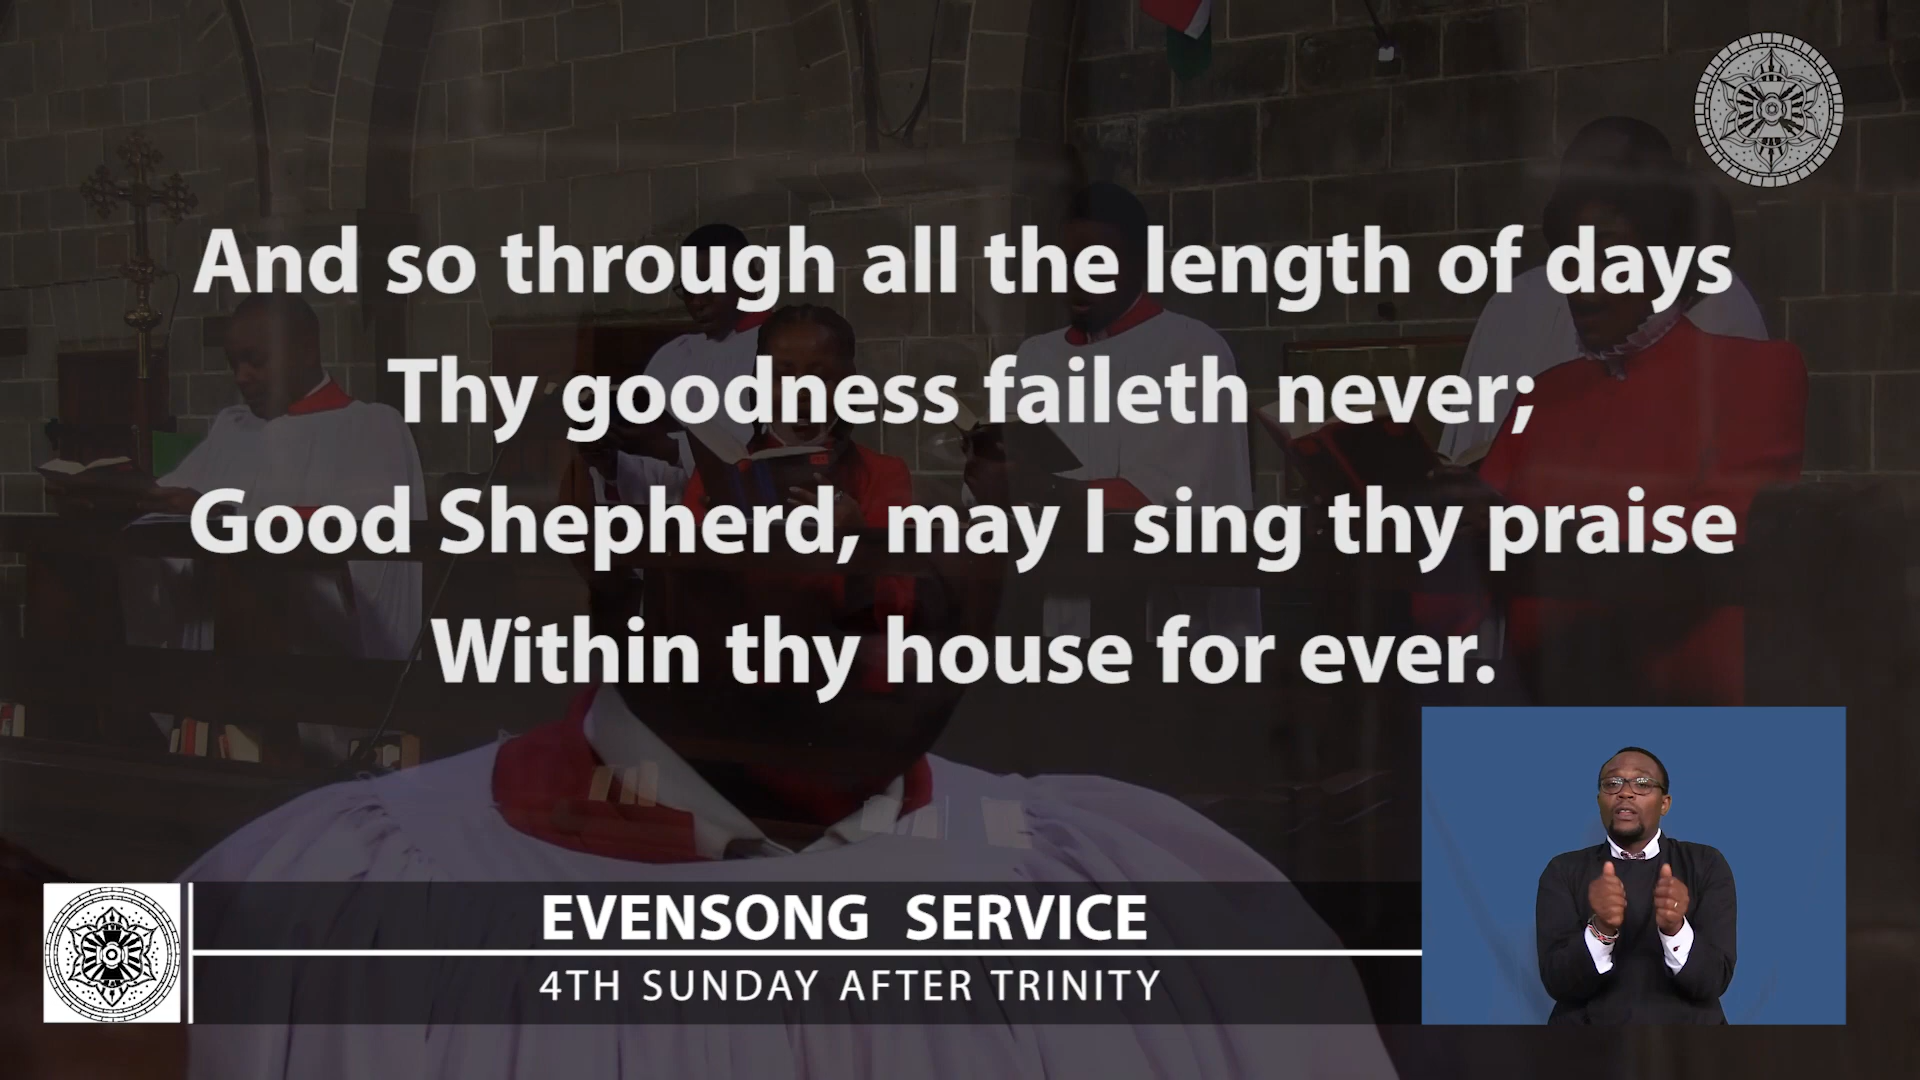 And so through all the length of days
Thy goodness faileth never;
Good Shepherd, may I sing thy praise
Within thy house for ever.
EVENSONG SERVICE
4TH SUNDAY AFTER TRINITY